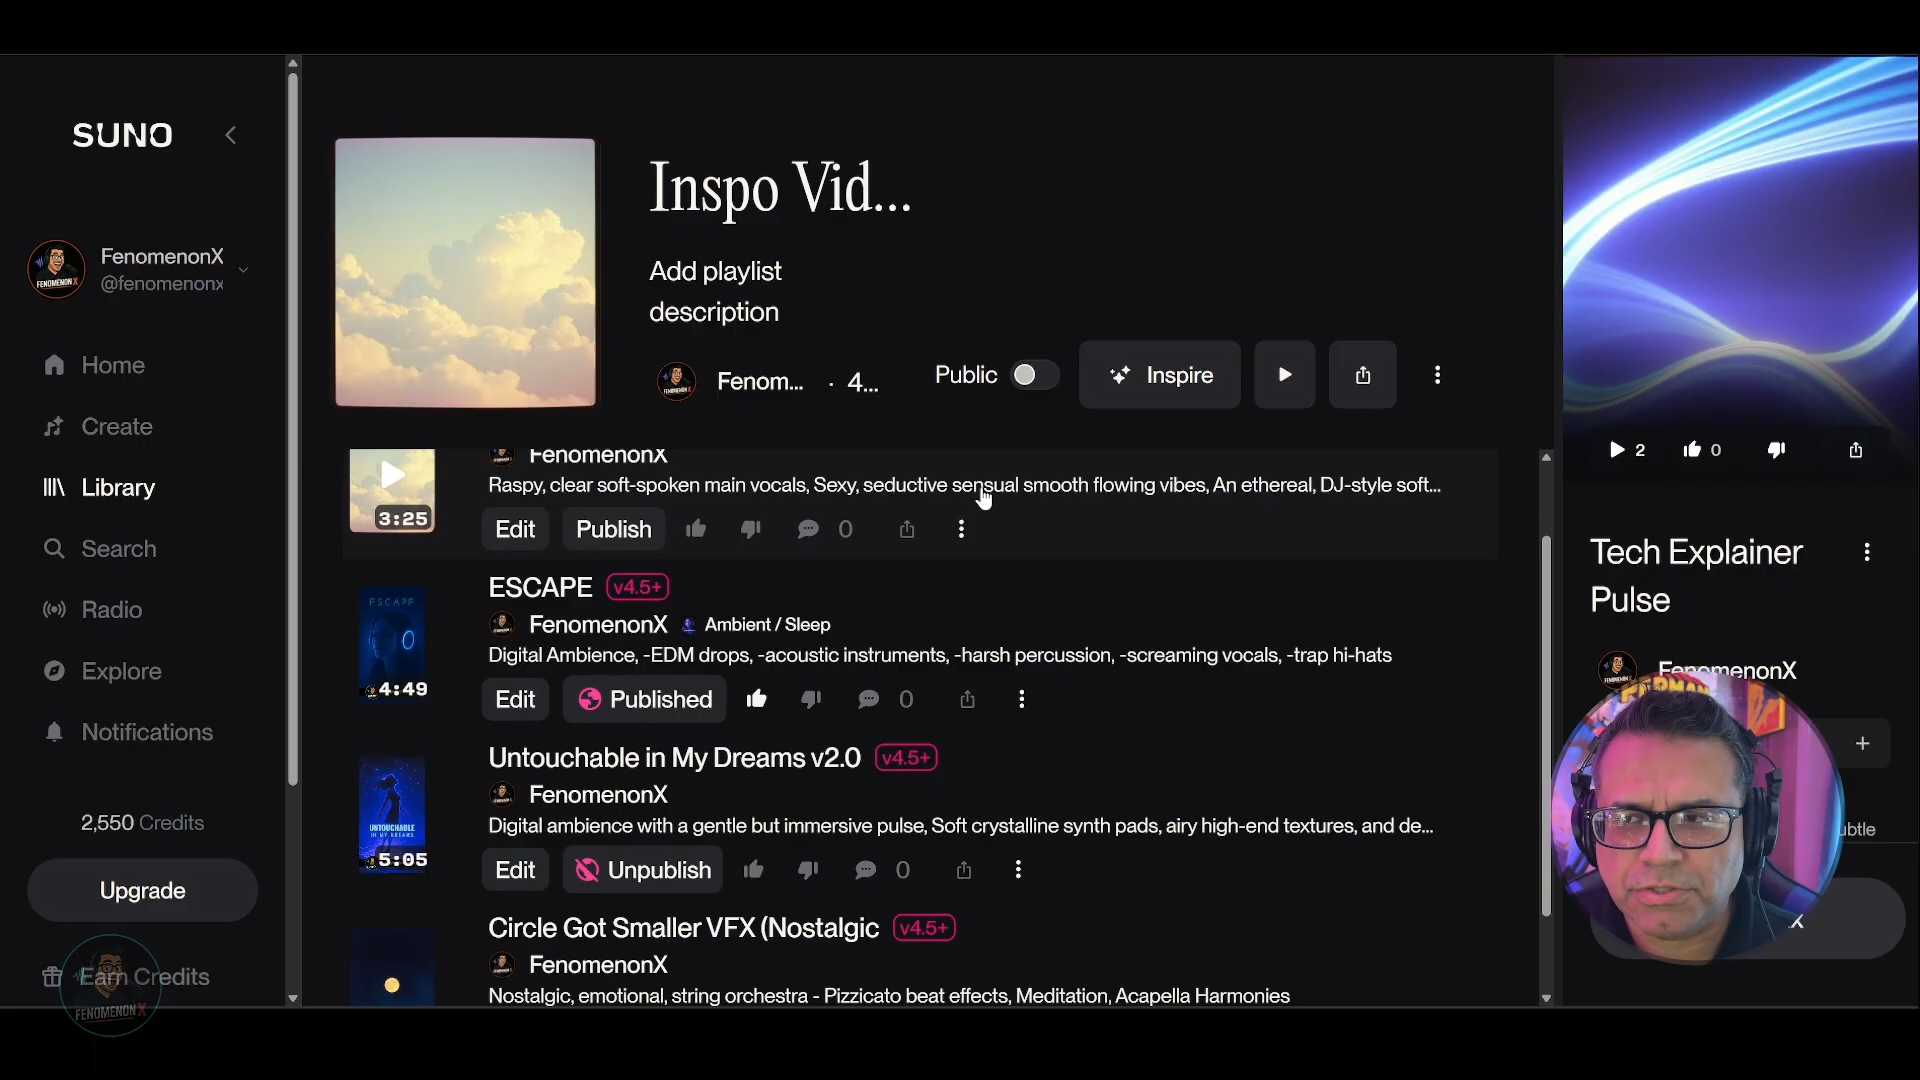 SUNO
FenomenonX
@fenomenonx
Home
Create
Library
Search
Radio
Explore
Notifications
2,550 Credits
Upgrade
Earn Credits
FENOMENONX
Inspo Vid...
Add playlist
description
Fenom... · 4...
Public
Inspire
FenomenonX
Raspy, clear soft-spoken main vocals, Sexy, seductive sensual smooth flowing vibes, An ethereal, DJ-style soft...
3:25
Edit Publish 0
ESCAPE v4.5+
FenomenonX Ambient / Sleep
Digital Ambience, -EDM drops, -acoustic instruments, -harsh percussion, -screaming vocals, -trap hi-hats
ESCAPE
4:49
Edit Published 0
Untouchable in My Dreams v2.0 v4.5+
FenomenonX
Digital ambience with a gentle but immersive pulse, Soft crystalline synth pads, airy high-end textures, and de...
UNTOUCHABLE
IN MY DREAMS
5:05
Edit Unpublish 0
Circle Got Smaller VFX (Nostalgic v4.5+
FenomenonX
Nostalgic, emotional, string orchestra - Pizzicato beat effects, Meditation, Acapella Harmonies
2 0
Tech Explainer
Pulse
FenomenonX